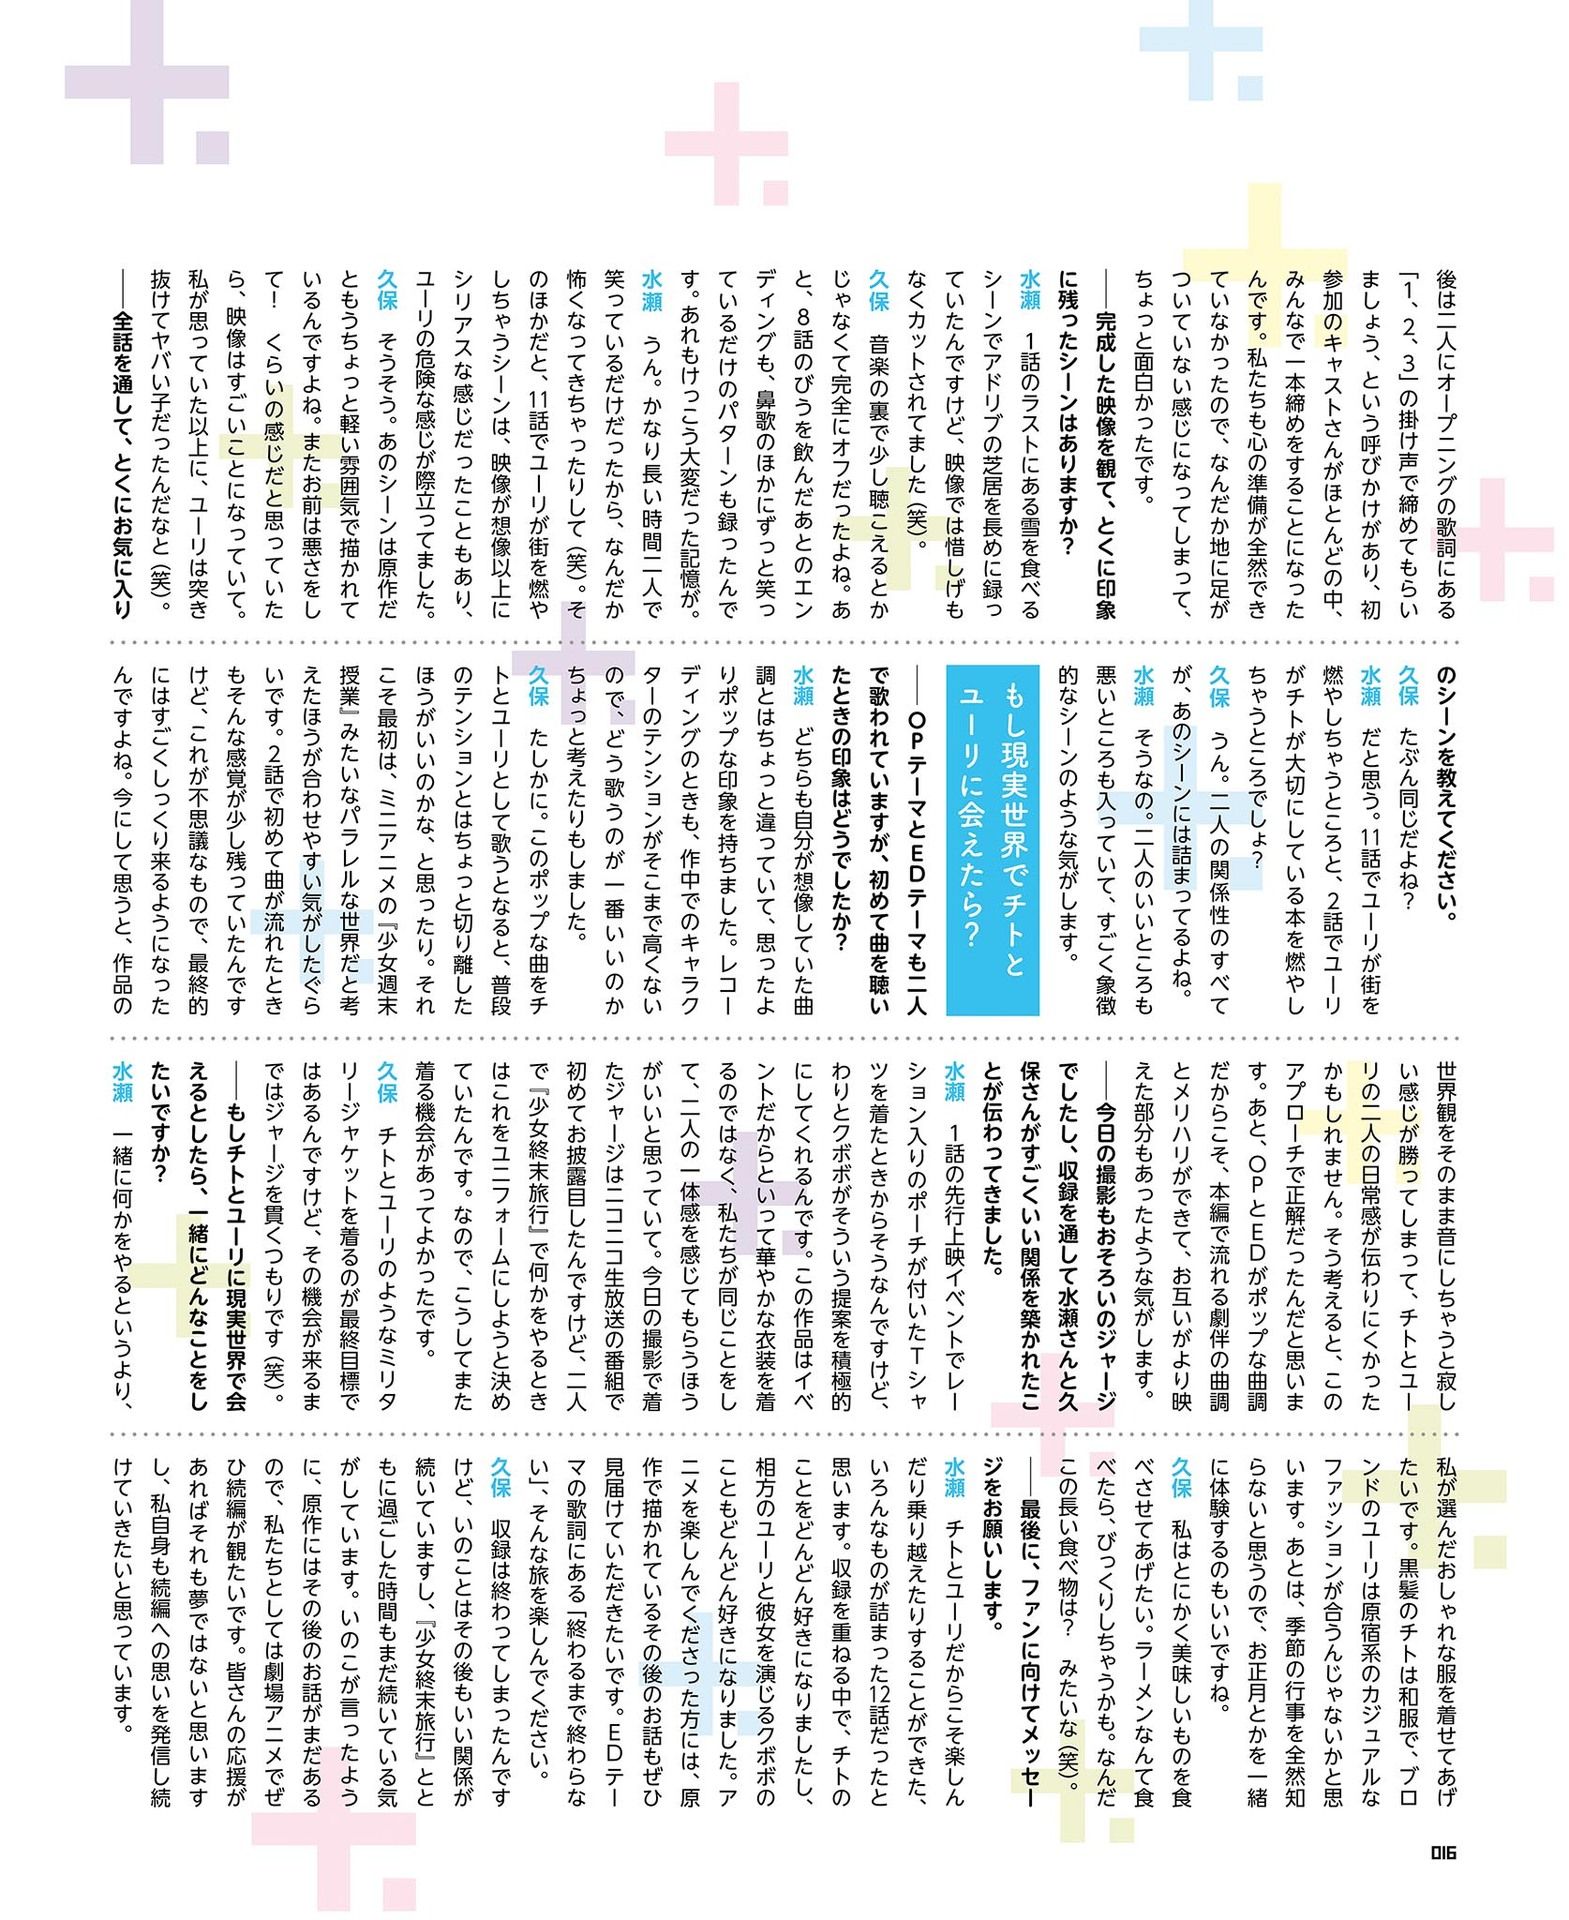 後は二人にオープニングの歌詞にある
「1、2、3」の掛け声で締めてもらい
ましょう、という呼びかけがあり、初
参加のキャストさんがほとんどの中、
みんなで一本締めをすることになった
んです。私たちも心の準備が全然でき
ていなかったので、なんだか地に足が
ついていない感じになってしまって、
ちょっと面白かったです。
──完成した映像を観て、とくに印象
に残ったシーンはありますか?
水瀬　1話のラストにある雪を食べる
シーンでアドリブの芝居を長めに録っ
ていたんですけど、映像では惜しげも
なくカットされてました(笑)。
久保　音楽の裏で少し聴こえるとか
じゃなくて完全にオフだったよね。あ
と、8話のびうを飲んだあとのエン
ディングも、鼻歌のほかにずっと笑っ
ているだけのパターンも録ったんで
す。あれもけっこう大変だった記憶が。
水瀬　うん。かなり長い時間二人で
笑っているだけだったから、なんだか
怖くなってきちゃったりして(笑)。そ
のほかだと、11話でユーリが街を燃や
しちゃうシーンは、映像が想像以上に
シリアスな感じだったこともあり、
ユーリの危険な感じが際立ってました。
久保　そうそう。あのシーンは原作だ
ともうちょっと軽い雰囲気で描かれて
いるんですよね。またお前は悪さをし
て!　くらいの感じだと思っていた
ら、映像はすごいことになっていて。
私が思っていた以上に、ユーリは突き
抜けてヤバい子だったんだなと(笑)。
──全話を通して、とくにお気に入り
のシーンを教えてください。
久保　たぶん同じだよね?
水瀬　だと思う。11話でユーリが街を
燃やしちゃうところと、2話でユーリ
がチトが大切にしている本を燃やし
ちゃうところでしょ?
久保　うん。二人の関係性のすべて
が、あのシーンには詰まってるよね。
水瀬　そうなの。二人のいいところも
悪いところも入っていて、すごく象徴
的なシーンのような気がします。
もし現実世界でチトと
ユーリに会えたら?
──OPテーマとEDテーマも二人
で歌われていますが、初めて曲を聴い
たときの印象はどうでしたか?
水瀬　どちらも自分が想像していた曲
調とはちょっと違っていて、思ったよ
りポップな印象を持ちました。レコー
ディングのときも、作中でのキャラク
ターのテンションがそこまで高くない
ので、どう歌うのが一番いいのか
ちょっと考えたりもしました。
久保　たしかに。このポップな曲をチ
トとユーリとして歌うとなると、普段
のテンションとはちょっと切り離した
ほうがいいのかな、と思ったり。それ
こそ最初は、ミニアニメの『少女週末
授業』みたいなパラレルな世界だと考
えたほうが合わせやすい気がしたぐら
いです。2話で初めて曲が流れたとき
もそんな感覚が少し残っていたんです
けど、これが不思議なもので、最終的
にはすごくしっくり来るようになった
んですよね。今にして思うと、作品の
世界観をそのまま音にしちゃうと寂し
い感じが勝ってしまって、チトとユー
リの二人の日常感が伝わりにくかった
かもしれません。そう考えると、この
アプローチで正解だったんだと思いま
す。あと、OPとEDがポップな曲調
だからこそ、本編で流れる劇伴の曲調
とメリハリができて、お互いがより映
えた部分もあったような気がします。
──今日の撮影もおそろいのジャージ
でしたし、収録を通して水瀬さんと久
保さんがすごくいい関係を築かれたこ
とが伝わってきました。
水瀬　1話の先行上映イベントでレー
ション入りのポーチが付いたTシャ
ツを着たときからそうなんですけど、
わりとクボボがそういう提案を積極的
にしてくれるんです。この作品はイベ
ントだからといって華やかな衣装を着
るのではなく、私たちが同じことをし
て、二人の一体感を感じてもらうほう
がいいと思っていて。今日の撮影で着
たジャージはニコニコ生放送の番組で
初めてお披露目したんですけど、二人
で『少女終末旅行』で何かをやるとき
はこれをユニフォームにしようと決め
ていたんです。なので、こうしてまた
着る機会があってよかったです。
久保　チトとユーリのようなミリタ
リージャケットを着るのが最終目標で
はあるんですけど、その機会が来るま
ではジャージを貫くつもりです(笑)。
──もしチトとユーリに現実世界で会
えるとしたら、一緒にどんなことをし
たいですか?
水瀬　一緒に何かをやるというより、
私が選んだおしゃれな服を着せてあげ
たいです。黒髪のチトは和服で、ブロ
ンドのユーリは原宿系のカジュアルな
ファッションが合うんじゃないかと思
います。あとは、季節の行事を全然知
らないと思うので、お正月とかを一緒
に体験するのもいいですね。
久保　私はとにかく美味しいものを食
べさせてあげたい。ラーメンなんて食
べたら、びっくりしちゃうかも。なんだ
この長い食べ物は?　みたいな(笑)。
──最後に、ファンに向けてメッセー
ジをお願いします。
水瀬　チトとユーリだからこそ楽しん
だり乗り越えたりすることができた、
いろんなものが詰まった12話だったと
思います。収録を重ねる中で、チトの
ことをどんどん好きになりましたし、
相方のユーリと彼女を演じるクボボの
こともどんどん好きになりました。ア
ニメを楽しんでくださった方には、原
作で描かれているその後のお話もぜひ
見届けていただきたいです。EDテー
マの歌詞にある「終わるまで終わらな
い」、そんな旅を楽しんでください。
久保　収録は終わってしまったんです
けど、いのことはその後もいい関係が
続いていますし、『少女終末旅行』とと
もに過ごした時間もまだ続いている気
がしています。いのこが言ったよう
に、原作にはその後のお話がまだある
ので、私たちとしては劇場アニメでぜ
ひ続編が観たいです。皆さんの応援が
あればそれも夢ではないと思います
し、私自身も続編への思いを発信し続
けていきたいと思っています。
016